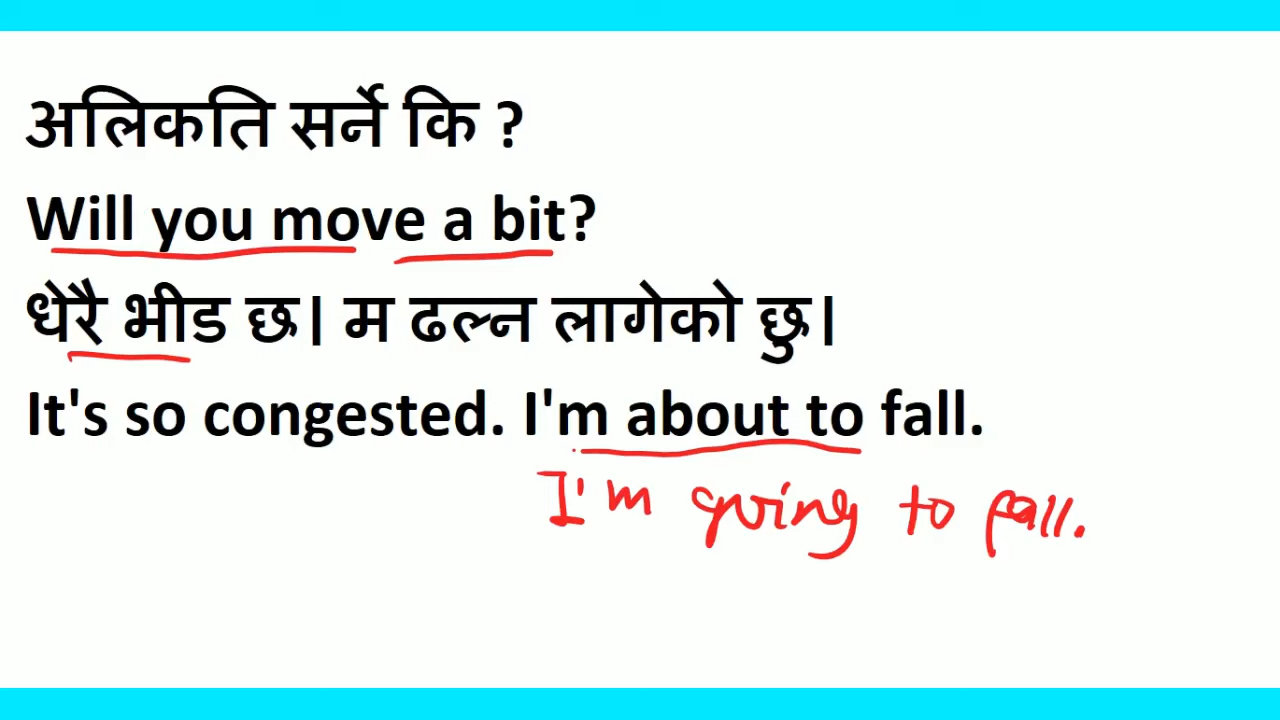 अलिकति सर्ने कि ?
Will you move a bit?
धेरै भीड छ। म ढल्न लागेको छु।
It's so congested. I'm about to fall.
I'm going to fall.